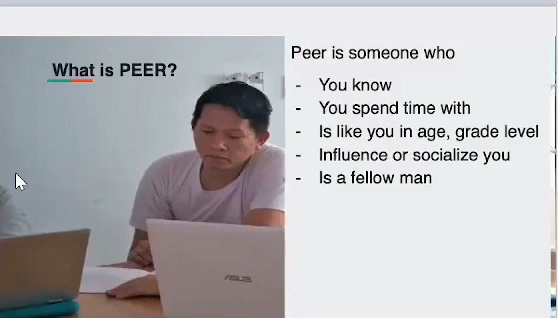 What is PEER?
Peer is someone who
- You know
- You spend time with
- Is like you in age, grade level
- Influence or socialize you
- Is a fellow man
ASUS